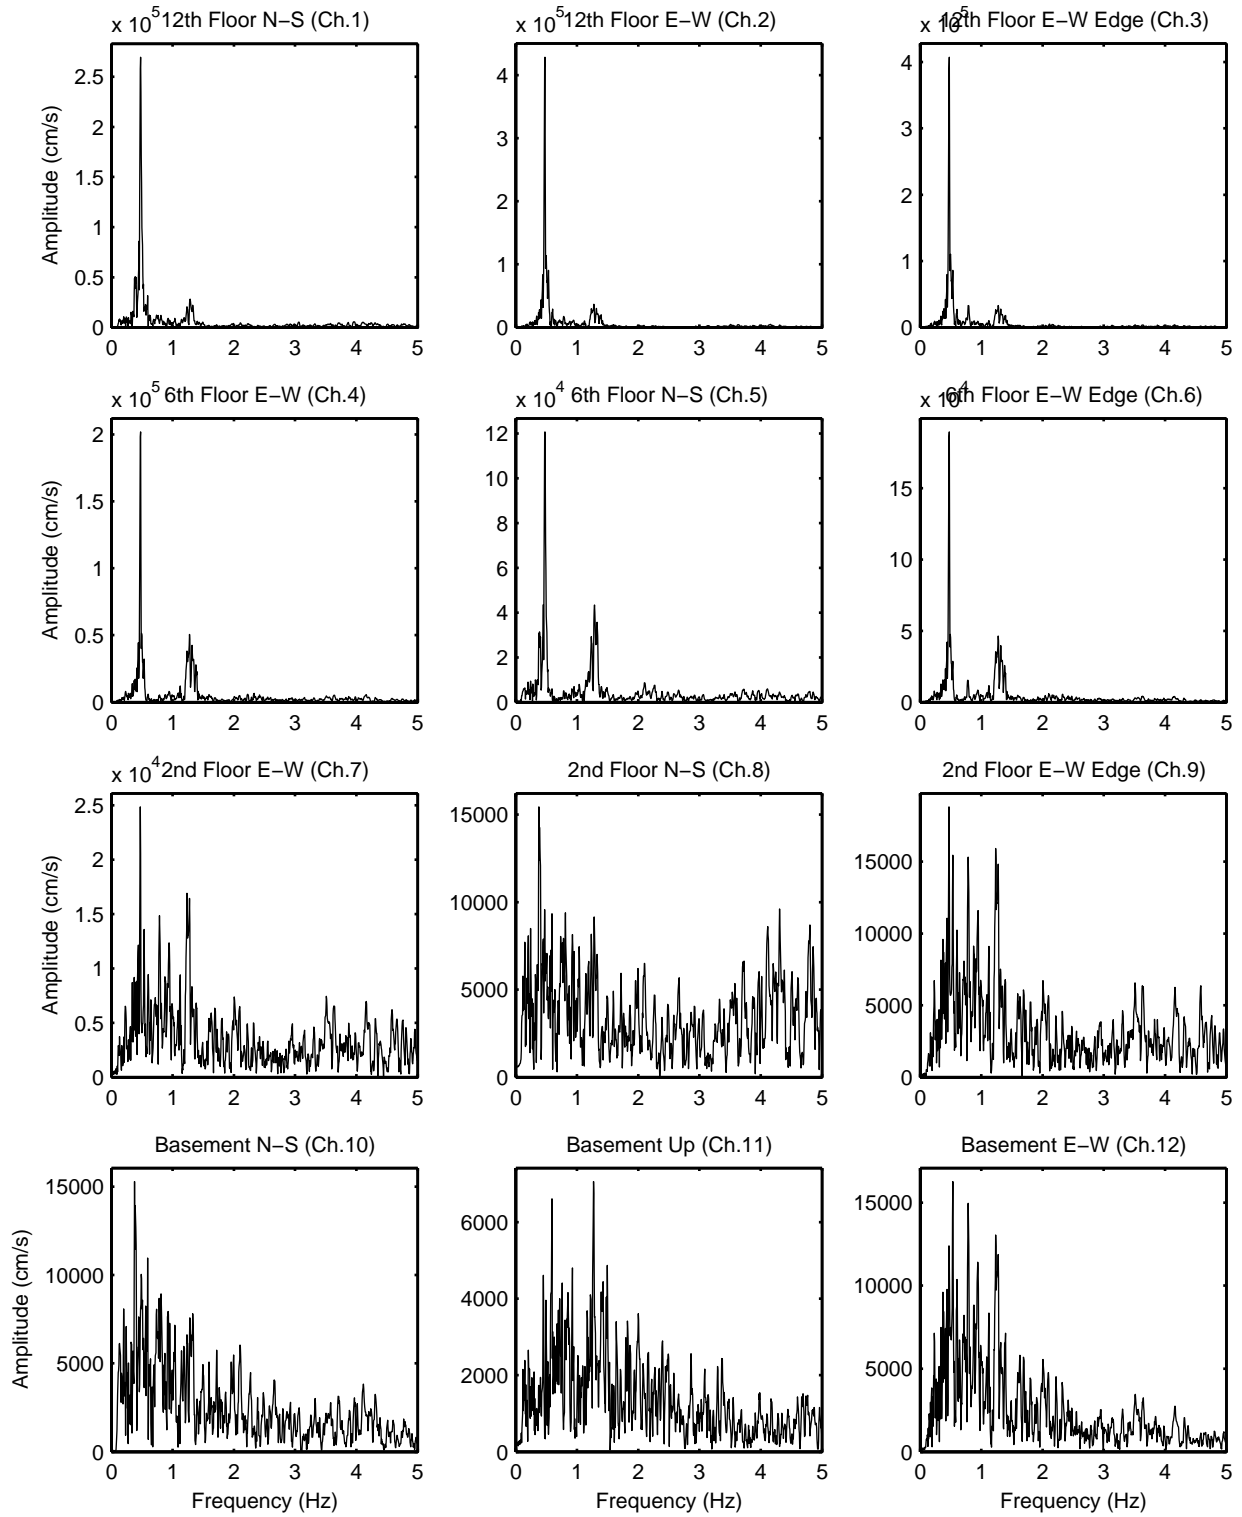 x 10^5 12th Floor N−S (Ch.1)
x 10^5 12th Floor E−W (Ch.2)
x 10^5 12th Floor E−W Edge (Ch.3)
2.5
2
1.5
1
0.5
0
0 1 2 3 4 5
Amplitude (cm/s)
4
3
2
1
0
0 1 2 3 4 5
4
3
2
1
0
0 1 2 3 4 5
x 10^5 6th Floor E−W (Ch.4)
x 10^4 6th Floor N−S (Ch.5)
x 10^4 6th Floor E−W Edge (Ch.6)
2
1.5
1
0.5
0
0 1 2 3 4 5
Amplitude (cm/s)
12
10
8
6
4
2
0
0 1 2 3 4 5
15
10
5
0
0 1 2 3 4 5
x 10^4 2nd Floor E−W (Ch.7)
2nd Floor N−S (Ch.8)
2nd Floor E−W Edge (Ch.9)
2.5
2
1.5
1
0.5
0
0 1 2 3 4 5
Amplitude (cm/s)
15000
10000
5000
0
0 1 2 3 4 5
15000
10000
5000
0
0 1 2 3 4 5
Basement N−S (Ch.10)
Basement Up (Ch.11)
Basement E−W (Ch.12)
15000
10000
5000
0
0 1 2 3 4 5
Amplitude (cm/s)
Frequency (Hz)
6000
4000
2000
0
0 1 2 3 4 5
Frequency (Hz)
15000
10000
5000
0
0 1 2 3 4 5
Frequency (Hz)